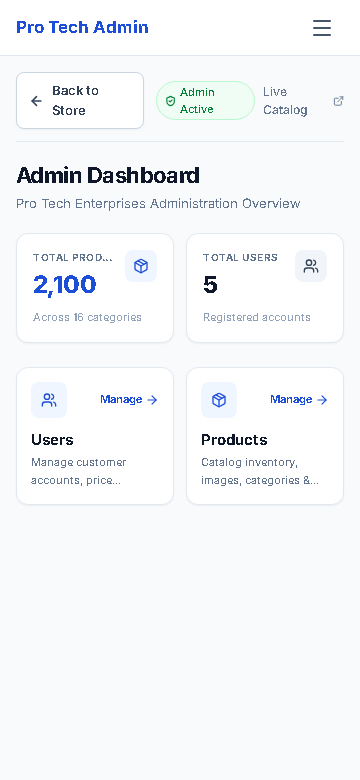 Pro Tech Admin
Back to
Store
Admin
Active
Live
Catalog
Admin Dashboard
Pro Tech Enterprises Administration Overview
TOTAL PROD...
2,100
Across 16 categories
TOTAL USERS
5
Registered accounts
Manage
Users
Manage customer
accounts, price...
Manage
Products
Catalog inventory,
images, categories &...